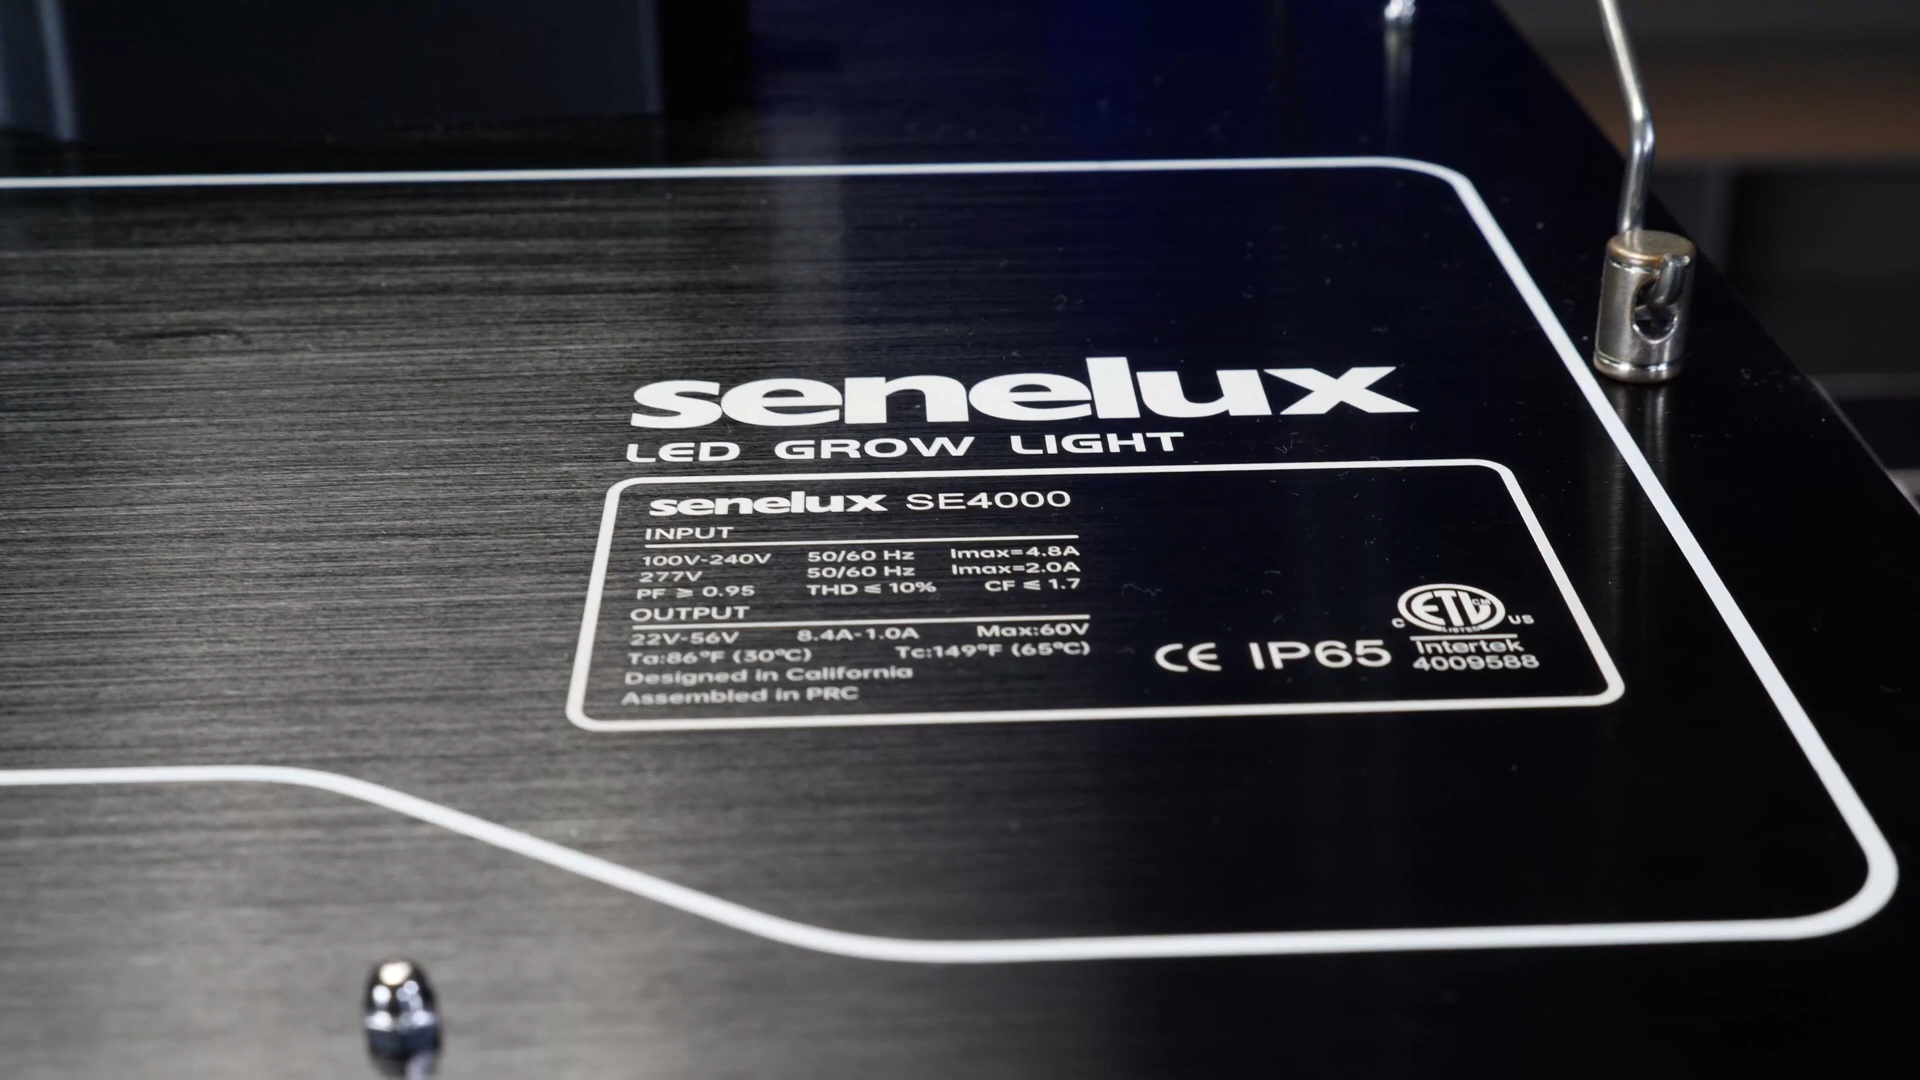 senelux
LED GROW LIGHT
senelux SE4000
INPUT
100V-240V 50/60 Hz Imax=4.8A
277V 50/60 Hz Imax=2.0A
PF ≥ 0.95 THD ≤ 10% CF ≤ 1.7
OUTPUT
22V-56V 8.4A-1.0A Max:60V
Ta:86°F (30°C) Tc:149°F (65°C)
Designed in California
Assembled in PRC
CE IP65
ETL CM
LISTED
C US
Intertek
4009588